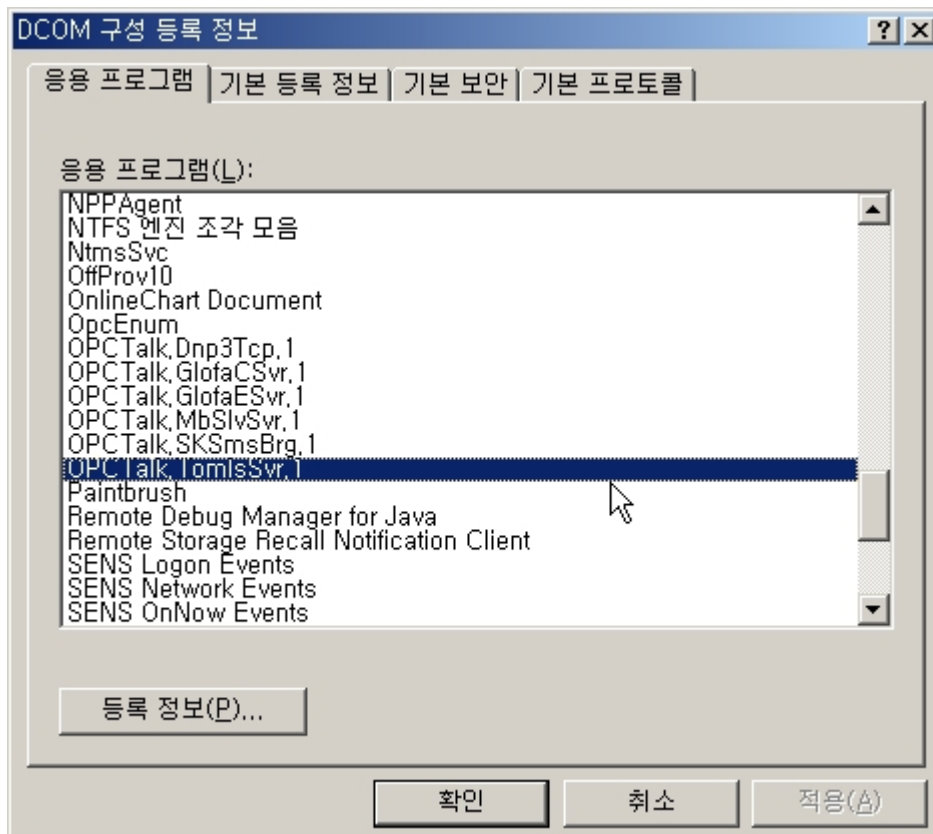 DCOM 구성 등록 정보
응용 프로그램 기본 등록 정보 기본 보안 기본 프로토콜
응용 프로그램(L):
NPPAgent
NTFS 엔진 조각 모음
NtmsSvc
OffProv10
OnlineChart Document
OpcEnum
OPCTalk.Dnp3Tcp.1
OPCTalk.GlofaCSvr.1
OPCTalk.GlofaESvr.1
OPCTalk.MbSlvSvr.1
OPCTalk.SKSmsBrg.1
OPCTalk.TomIsSvr.1
Paintbrush
Remote Debug Manager for Java
Remote Storage Recall Notification Client
SENS Logon Events
SENS Network Events
SENS OnNow Events
등록 정보(P)...
확인 취소 적용(A)